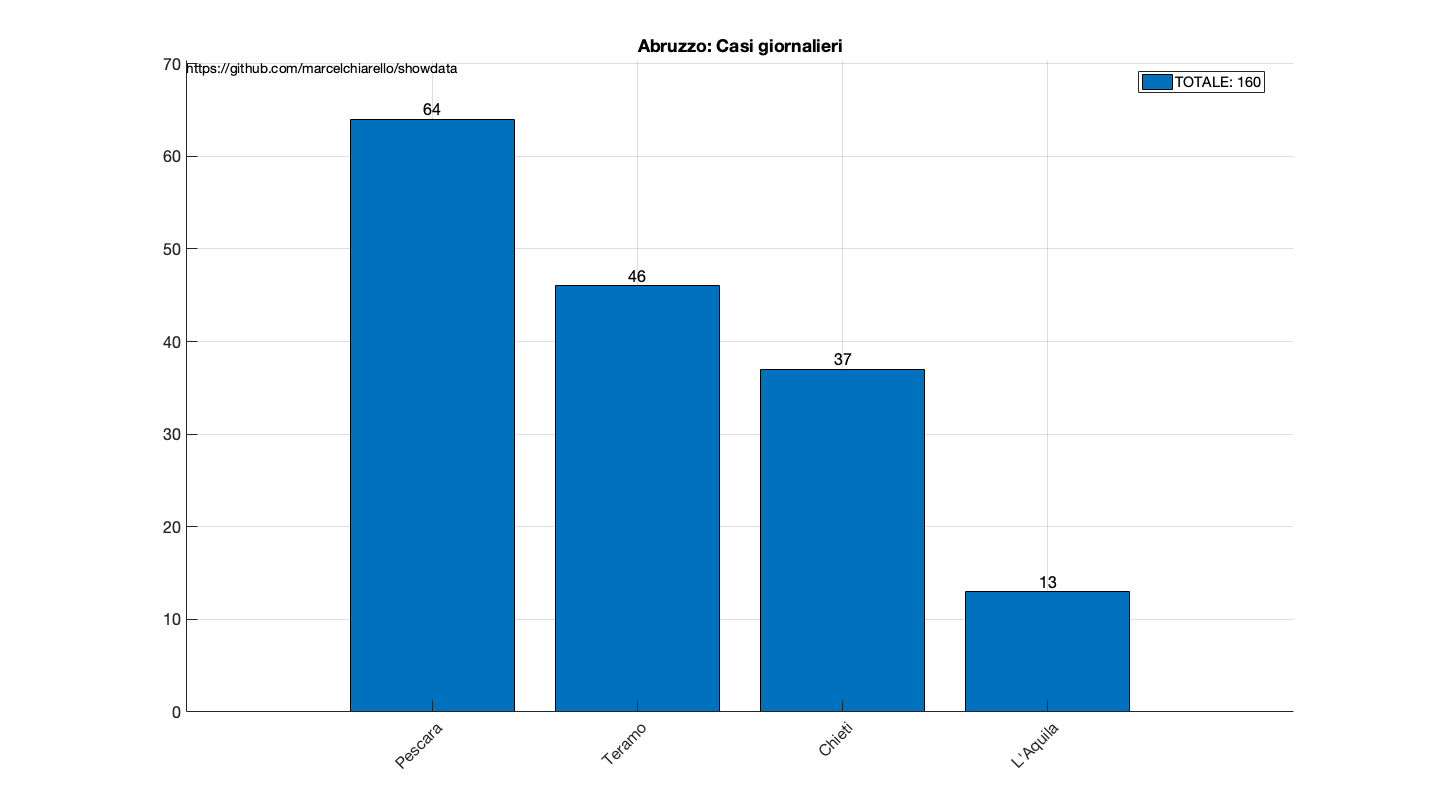 Abruzzo: Casi giornalieri
https://github.com/marcelchiarello/showdata
TOTALE: 160
70
60
50
40
30
20
10
0
64
46
37
13
Pescara
Teramo
Chieti
L'Aquila